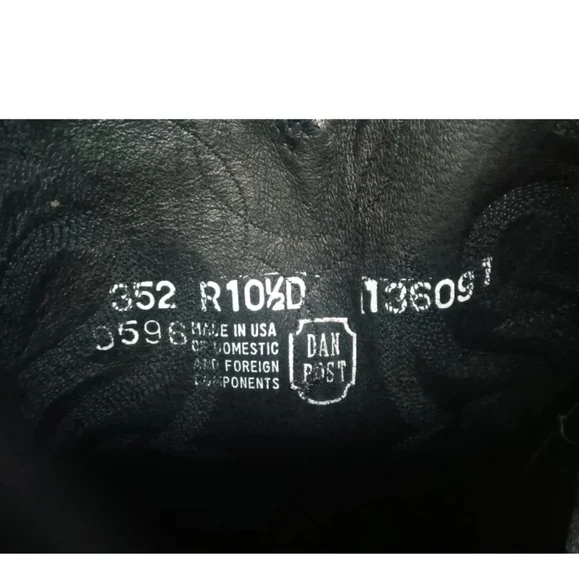 352 R10½D 136091
0596 MADE IN USA
OF DOMESTIC
AND FOREIGN
COMPONENTS
DAN
POST